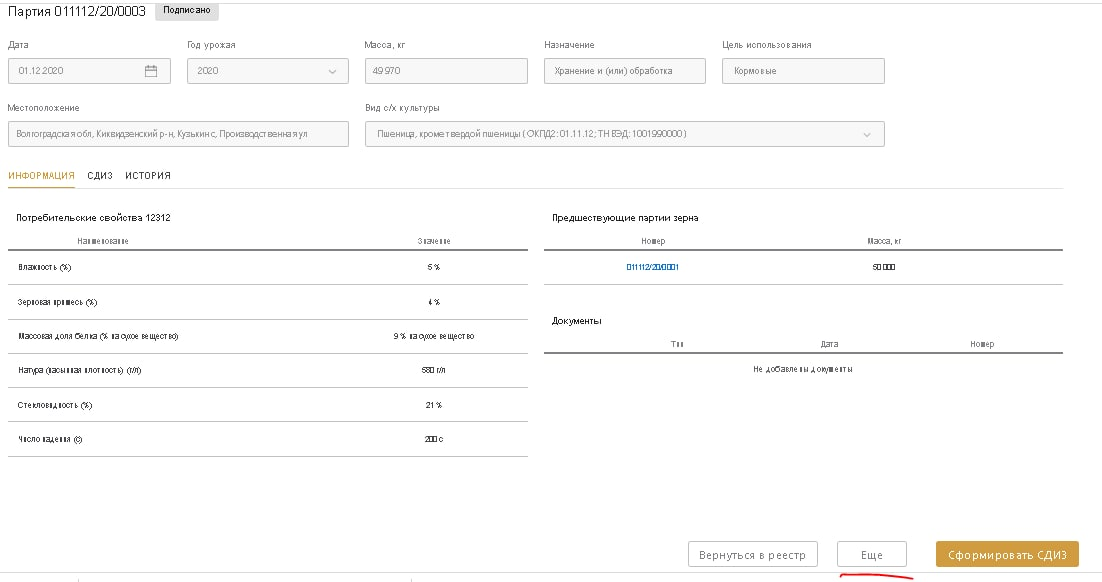 Партия 011112/20/0003 Подписано
Дата Год урожая Масса, кг Назначение Цель использования
01.12.2020 2020 49 970 Хранение и (или) обработка Кормовые
Местоположение Вид с/х культуры
Волгоградская обл, Киквидзенский р-н, Кузькин с, Производственная ул Пшеница, кроме твердой пшеницы ( ОКПД2: 01.11.12; ТН ВЭД: 1001990000 )
ИНФОРМАЦИЯ СДИЗ ИСТОРИЯ
Потребительские свойства 12312 Предшествующие партии зерна
Наименование Значение Номер Масса, кг
Влажность (%) 5 % 011112/20/0001 50 000
Зерновая примесь (%) 4 %
Документы
Массовая доля белка (% на сухое вещество) 9 % на сухое вещество Тип Дата Номер
Натура (насыпная плотность) (г/л) 580 г/л Не добавлены документы
Стекловидность (%) 21 %
Число падения (с) 200 с
Вернуться в реестр Еще Сформировать СДИЗ